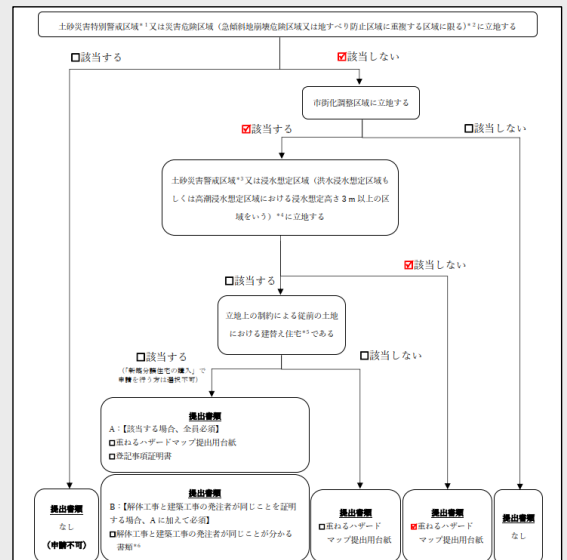 土砂災害特別警戒区域*1又は災害危険区域（急傾斜地崩壊危険区域又は地すべり防止区域に重複する区域に限る）*2に立地する
□該当する
☑該当しない
市街化調整区域に立地する
☑該当する
□該当しない
土砂災害警戒区域*3又は浸水想定区域（洪水浸水想定区域も
しくは高潮浸水想定区域における浸水想定高さ3m以上の区
域をいう）*4に立地する
□該当する
☑該当しない
立地上の制約による従前の土地
における建替え住宅*5である
□該当する
（「新築分譲住宅の購入」で
申請を行う方は選択不可）
□該当しない
提出書類
A：【該当する場合、全員必須】
□重ねるハザードマップ提出用台紙
□登記事項証明書
提出書類
B：【解体工事と建築工事の発注者が同じことを証明
する場合、Aに加えて必須】
□解体工事と建築工事の発注者が同じことが分かる
書類*6
提出書類
なし
（申請不可）
提出書類
□重ねるハザード
マップ提出用台紙
提出書類
☑重ねるハザード
マップ提出用台紙
提出書類
なし